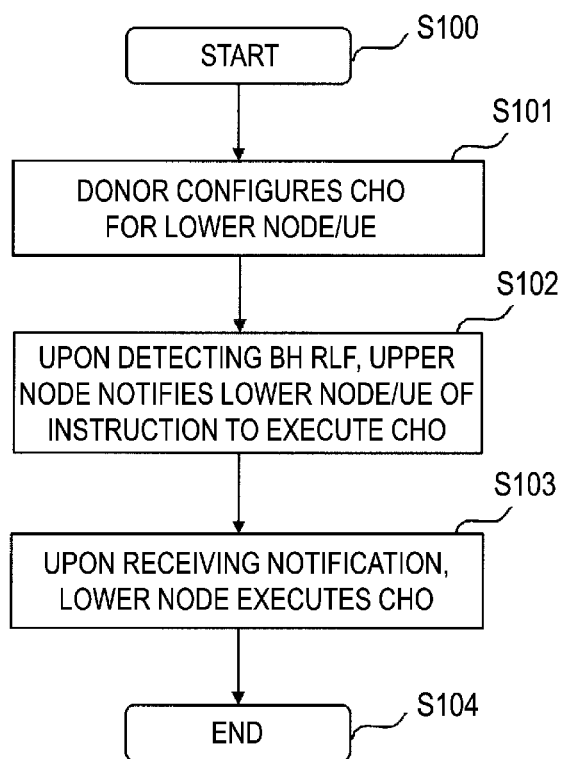 S100
START
S101
DONOR CONFIGURES CHO
FOR LOWER NODE/UE
S102
UPON DETECTING BH RLF, UPPER
NODE NOTIFIES LOWER NODE/UE OF
INSTRUCTION TO EXECUTE CHO
S103
UPON RECEIVING NOTIFICATION,
LOWER NODE EXECUTES CHO
S104
END